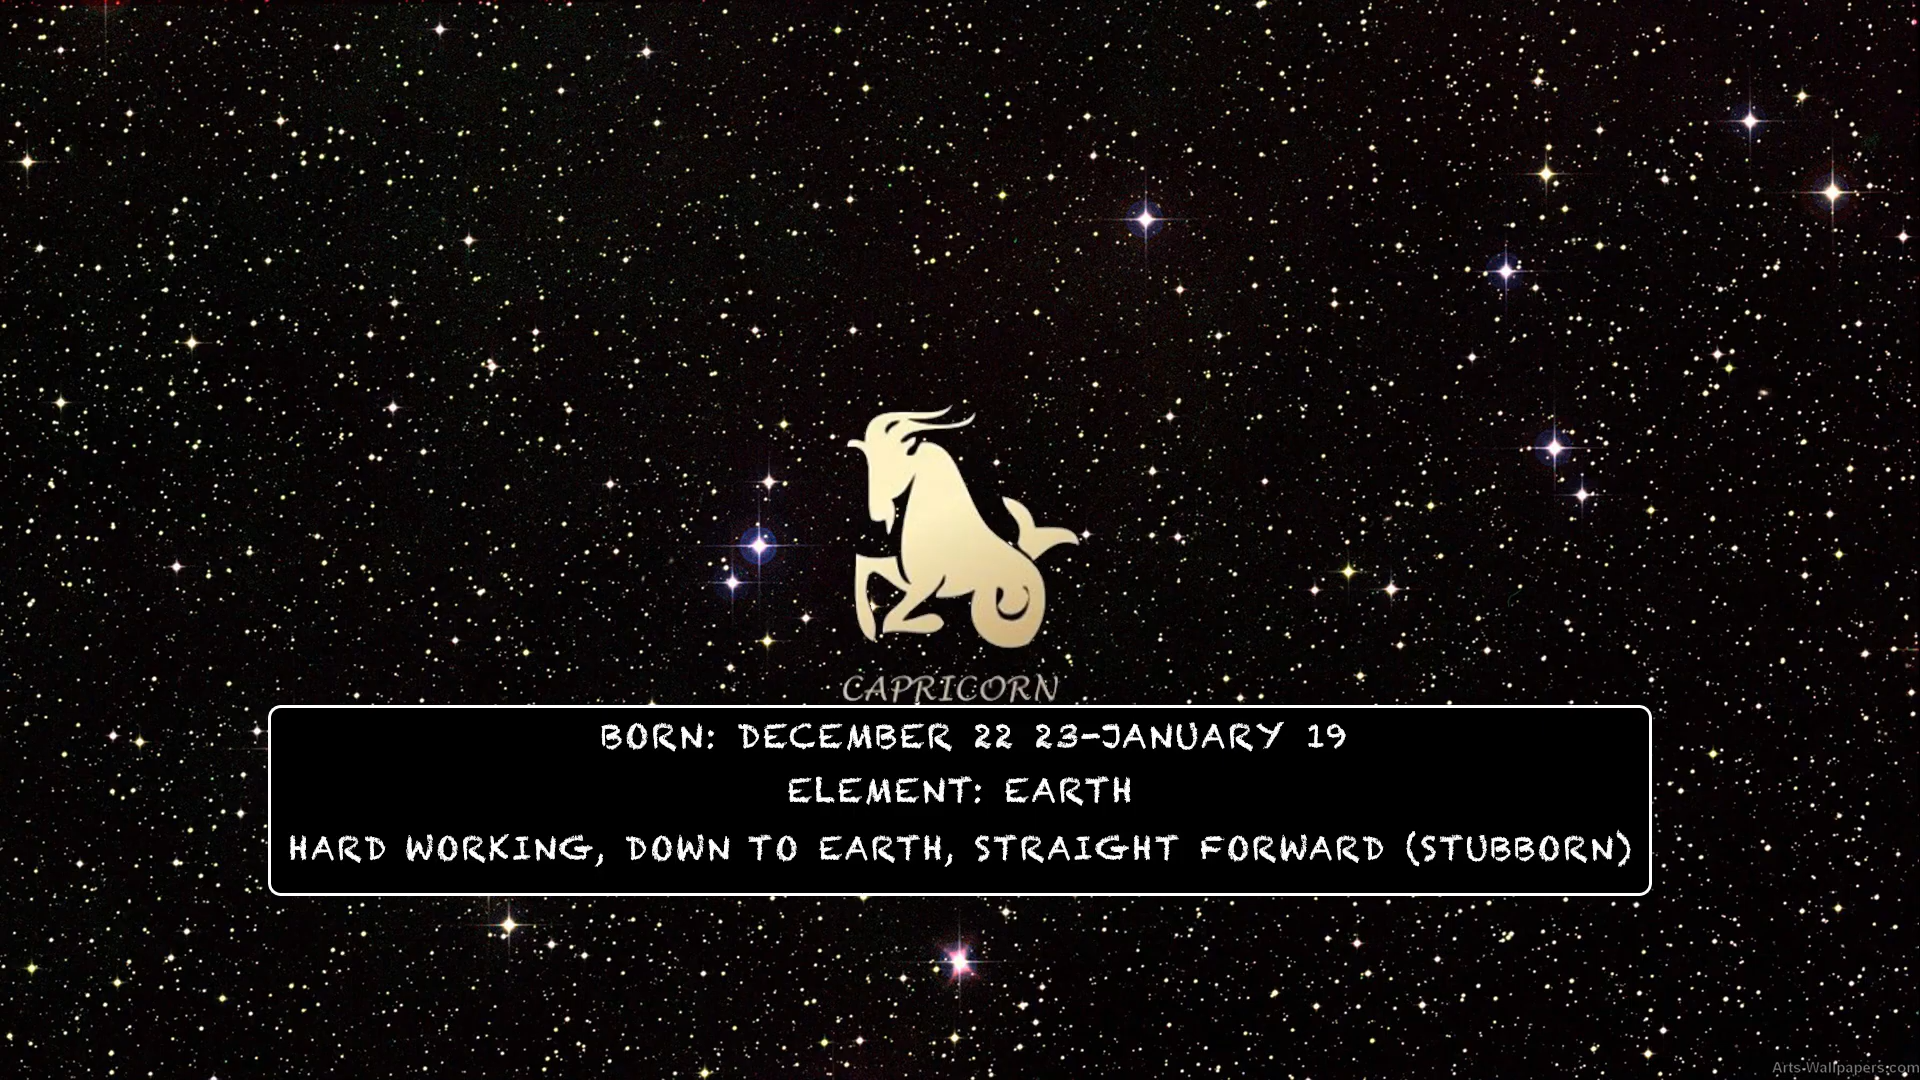 CAPRICORN
BORN: DECEMBER 22 23-JANUARY 19
ELEMENT: EARTH
HARD WORKING, DOWN TO EARTH, STRAIGHT FORWARD (STUBBORN)
Arts-Wallpapers.com